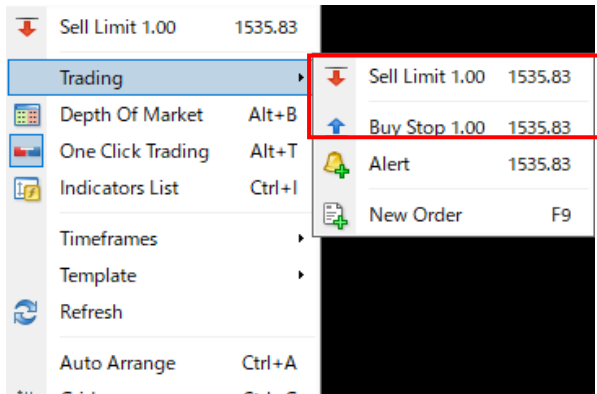 Sell Limit 1.00 1535.83
Trading
Depth Of Market Alt+B
One Click Trading Alt+T
Indicators List Ctrl+I
Timeframes
Template
Refresh
Auto Arrange Ctrl+A
Sell Limit 1.00 1535.83
Buy Stop 1.00 1535.83
Alert 1535.83
New Order F9